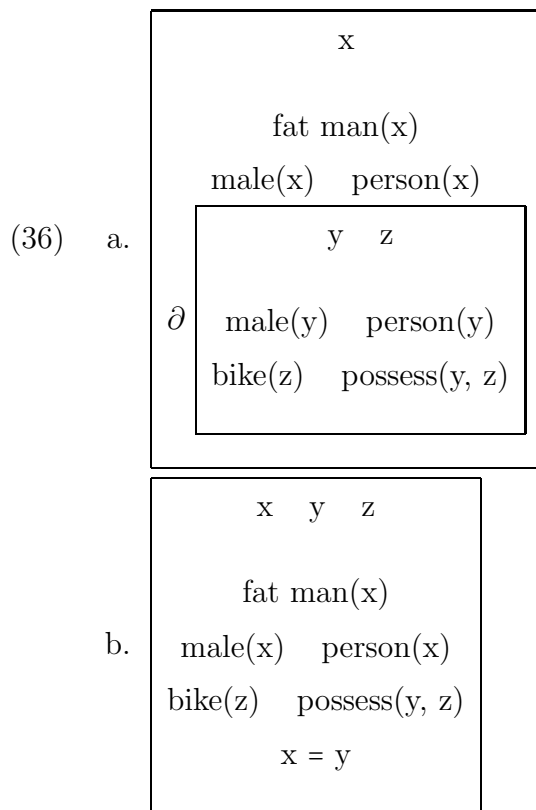 x
fat man(x)
male(x) person(x)
(36) a.
y z
∂ male(y) person(y)
bike(z) possess(y, z)
x y z
fat man(x)
b. male(x) person(x)
bike(z) possess(y, z)
x = y